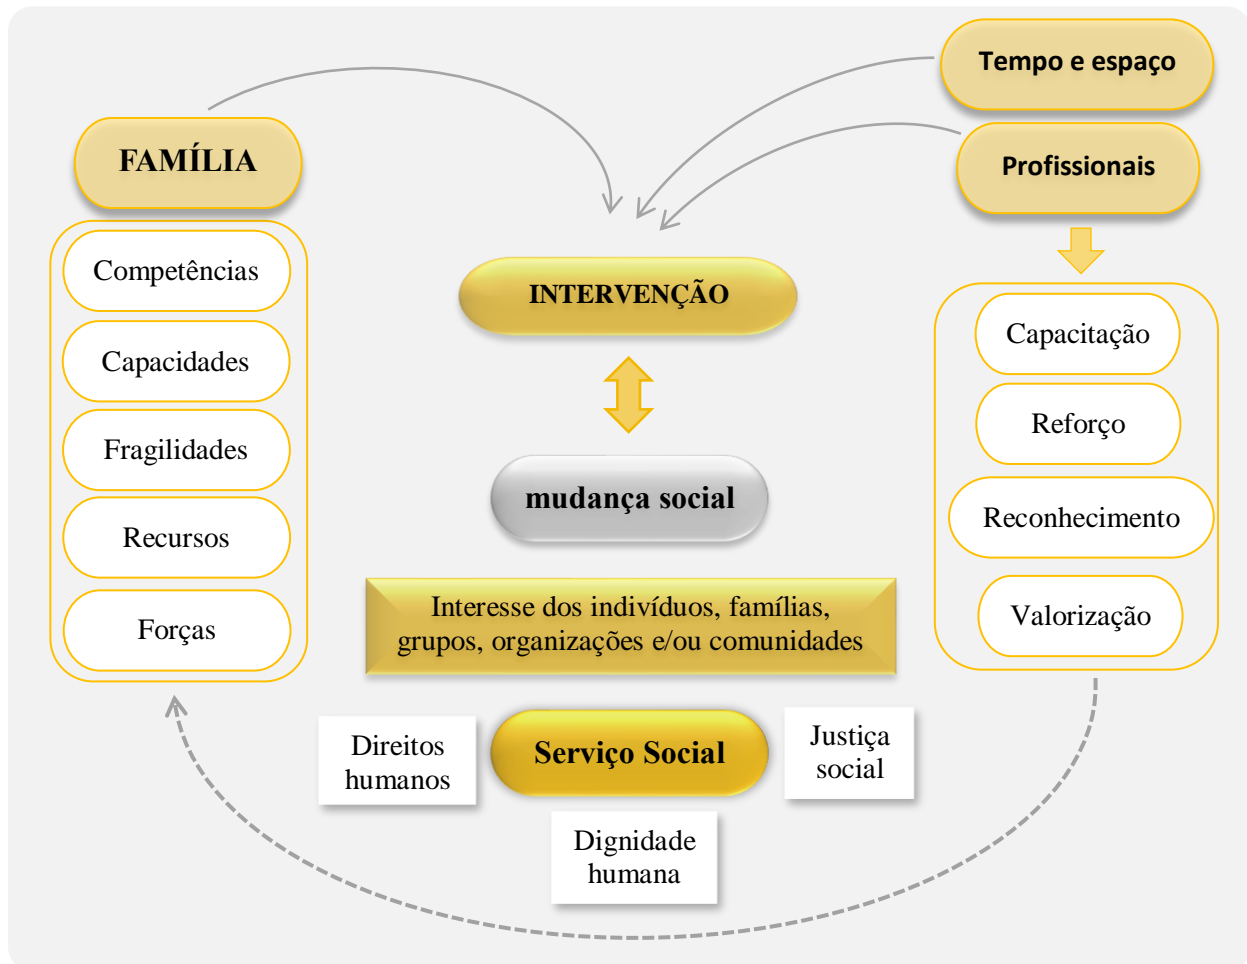 Tempo e espaço
Profissionais
FAMÍLIA
Competências
Capacidades
Fragilidades
Recursos
Forças
INTERVENÇÃO
mudança social
Interesse dos indivíduos, famílias,
grupos, organizações e/ou comunidades
Direitos
humanos
Serviço Social
Justiça
social
Dignidade
humana
Capacitação
Reforço
Reconhecimento
Valorização